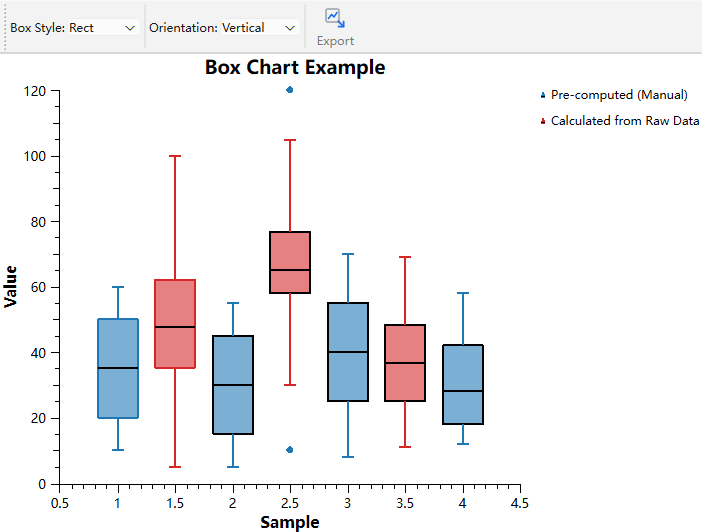 Box Style: Rect Orientation: Vertical Export
Box Chart Example
Pre-computed (Manual)
Calculated from Raw Data
Value
120
100
80
60
40
20
0
0.5 1 1.5 2 2.5 3 3.5 4 4.5
Sample